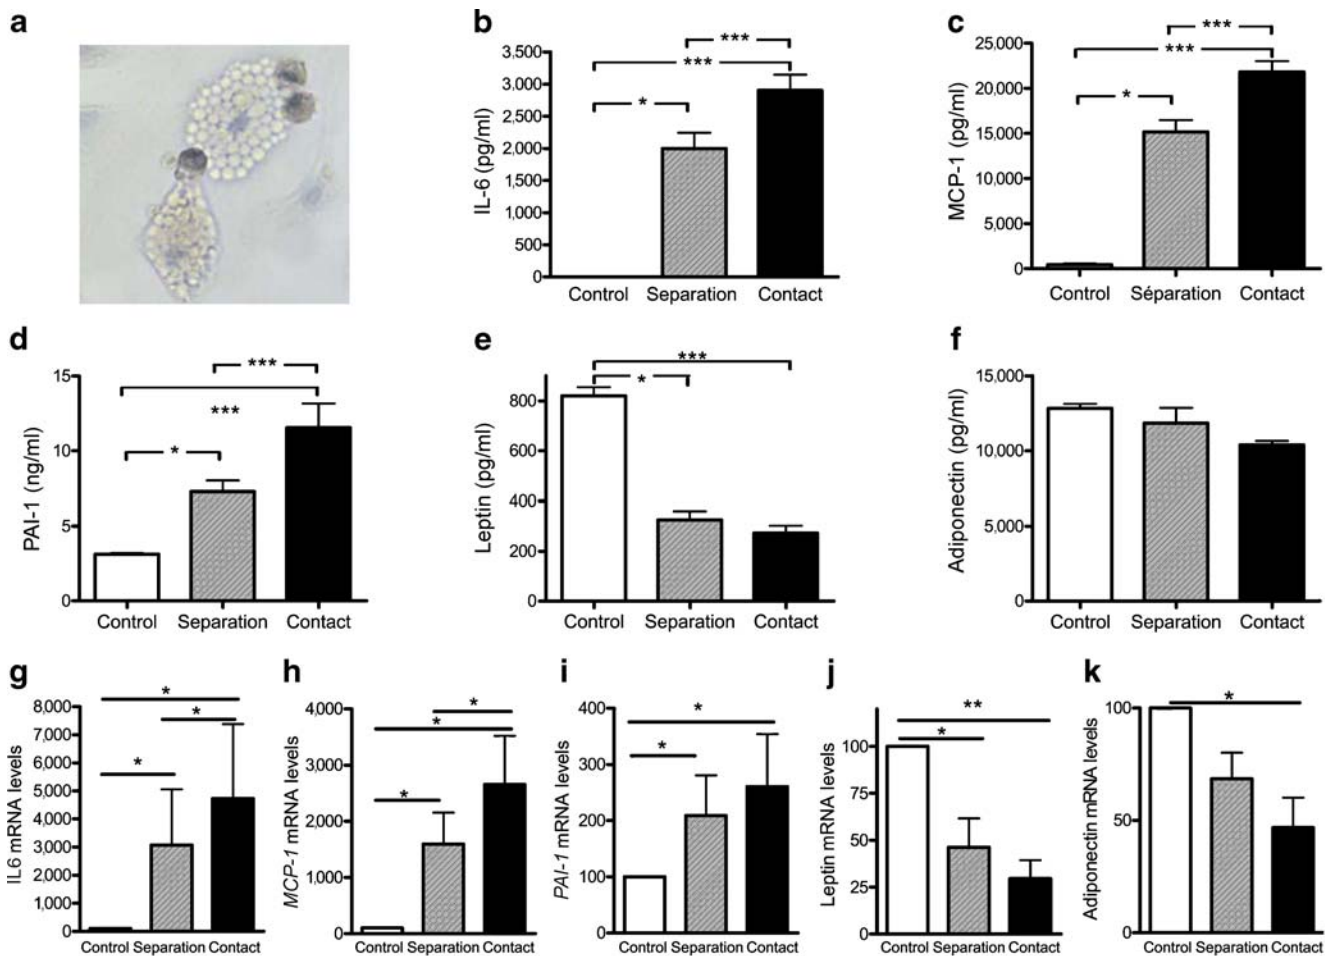 a
b
IL-6 (pg/ml)
3,500
3,000
2,500
2,000
1,500
1,000
500
0
***
***
*
Control Separation Contact
c
MCP-1 (pg/ml)
25,000
20,000
15,000
10,000
5,000
0
***
***
*
Control Séparation Contact
d
PAI-1 (ng/ml)
15
10
5
0
***
***
*
Control Separation Contact
e
Leptin (pg/ml)
800
600
400
200
0
***
*
Control Separation Contact
f
Adiponectin (pg/ml)
15,000
10,000
5,000
0
Control Separation Contact
g
IL6 mRNA levels
8,000
7,000
6,000
5,000
4,000
3,000
2,000
1,000
0
*
*
*
Control Separation Contact
h
MCP-1 mRNA levels
4,000
3,000
2000
1000
0
*
*
*
Control Separation Contact
i
PAI-1 mRNA levels
400
300
200
100
0
*
*
Control Separation Contact
j
Leptin mRNA levels
100
75
50
25
0
**
*
Control Separation Contact
k
Adiponectin mRNA levels
100
50
0
*
Control Separation Contact